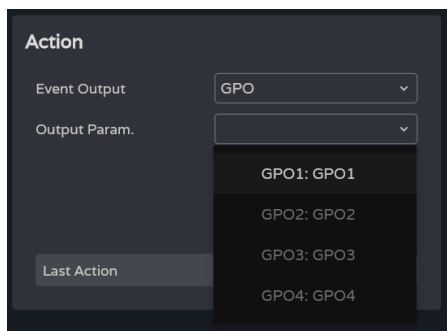 Action
Event Output
GPO
Output Param.
GPO1: GPO1
GPO2: GPO2
GPO3: GPO3
GPO4: GPO4
Last Action